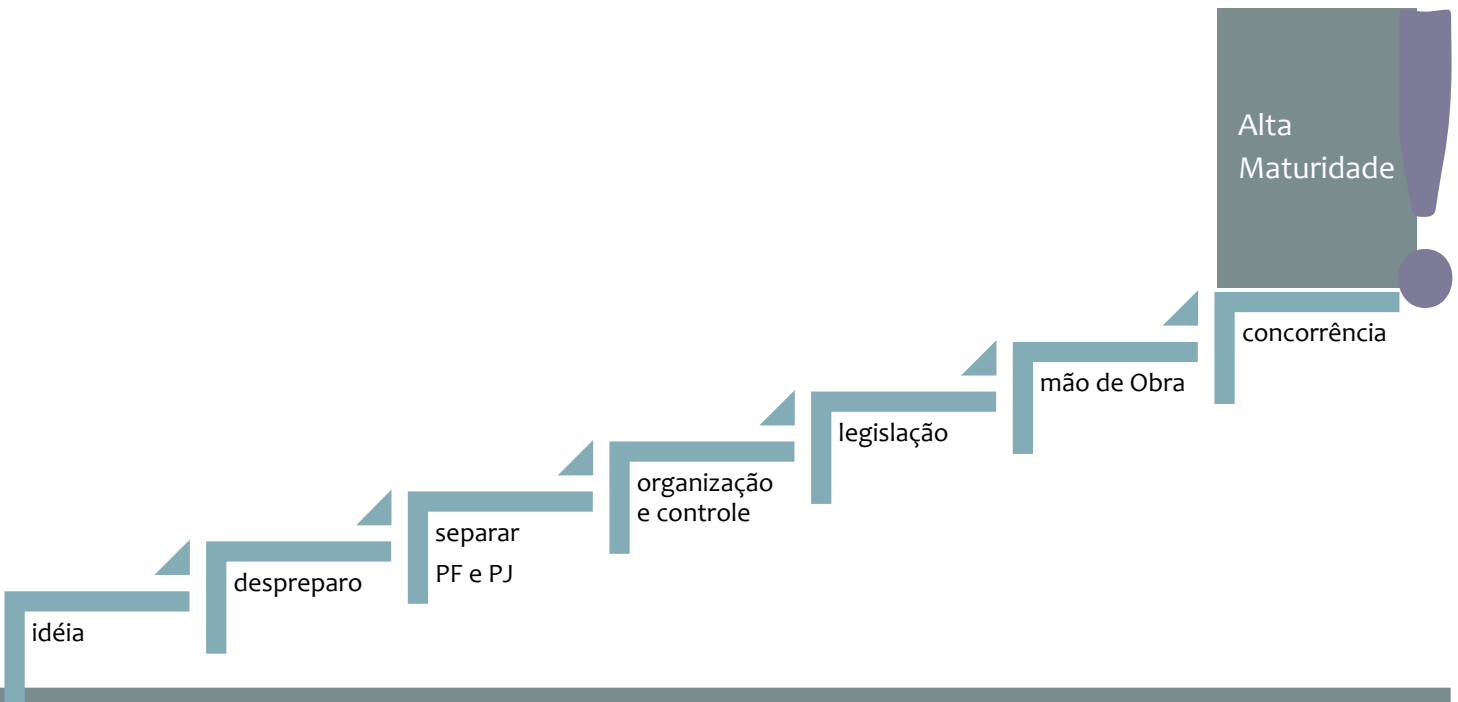 Alta
Maturidade
concorrência
mão de Obra
legislação
organização
e controle
separar
PF e PJ
despreparo
idéia